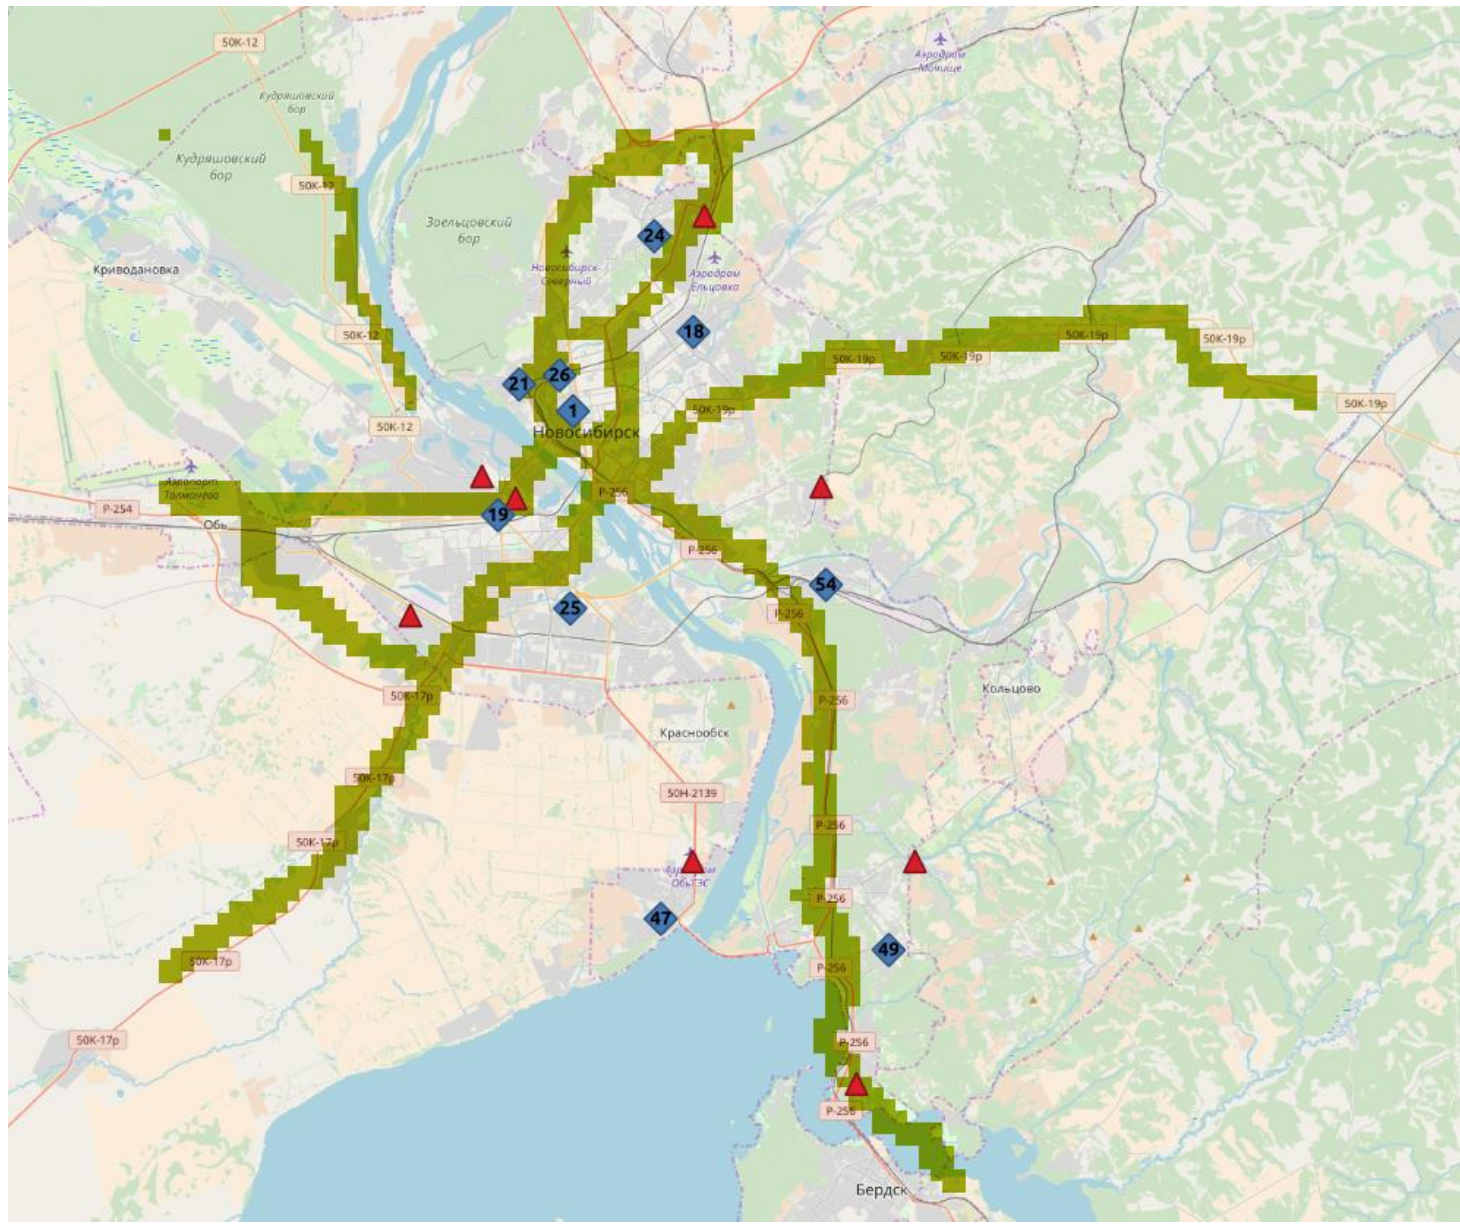 50К-12
Аэродром
Мочище
Кудряшовский
бор
Кудряшовский
бор
50К-12
Заельцовский
бор
24
Новосибирск-
Северный
Аэродром
Ельцовка
Криводановка
50К-12
18
50К-19р
50К-19р
50К-19р
50К-19р
21
26
1
50К-19р
50К-19р
50К-12
Новосибирск
Аэропорт
Толмачёво
Р-254
Обь
19
Р-256
Р-256
54
25
Р-256
50К-17р
Кольцово
Р-256
Краснообск
50К-17р
50Н-2139
50К-17р
Р-256
Аэродром
ОбьГЭС
Р-256
47
49
50К-17р
Р-256
50К-17р
Р-256
Р-256
Бердск